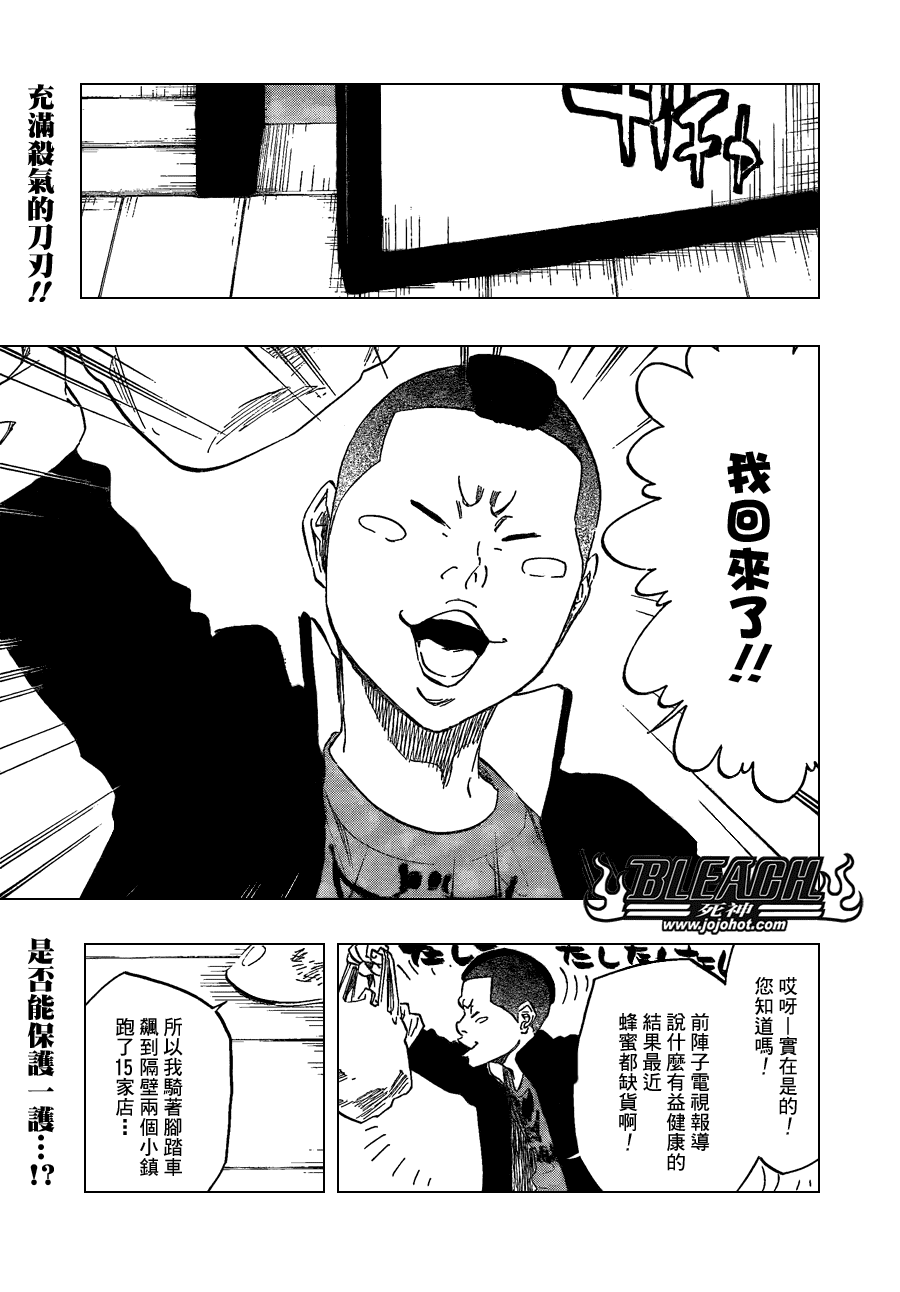 充滿殺氣的刀刃!!
我回來了!!
BLEACH
死神
www.jojohot.com
哎呀—實在是的！
您知道嗎！
前陣子電視報導
說什麼有益健康的
結果最近
蜂蜜都缺貨啊！
所以我騎著腳踏車
飆到隔壁兩個小鎮
跑了15家店…
是否能保護一護…!?